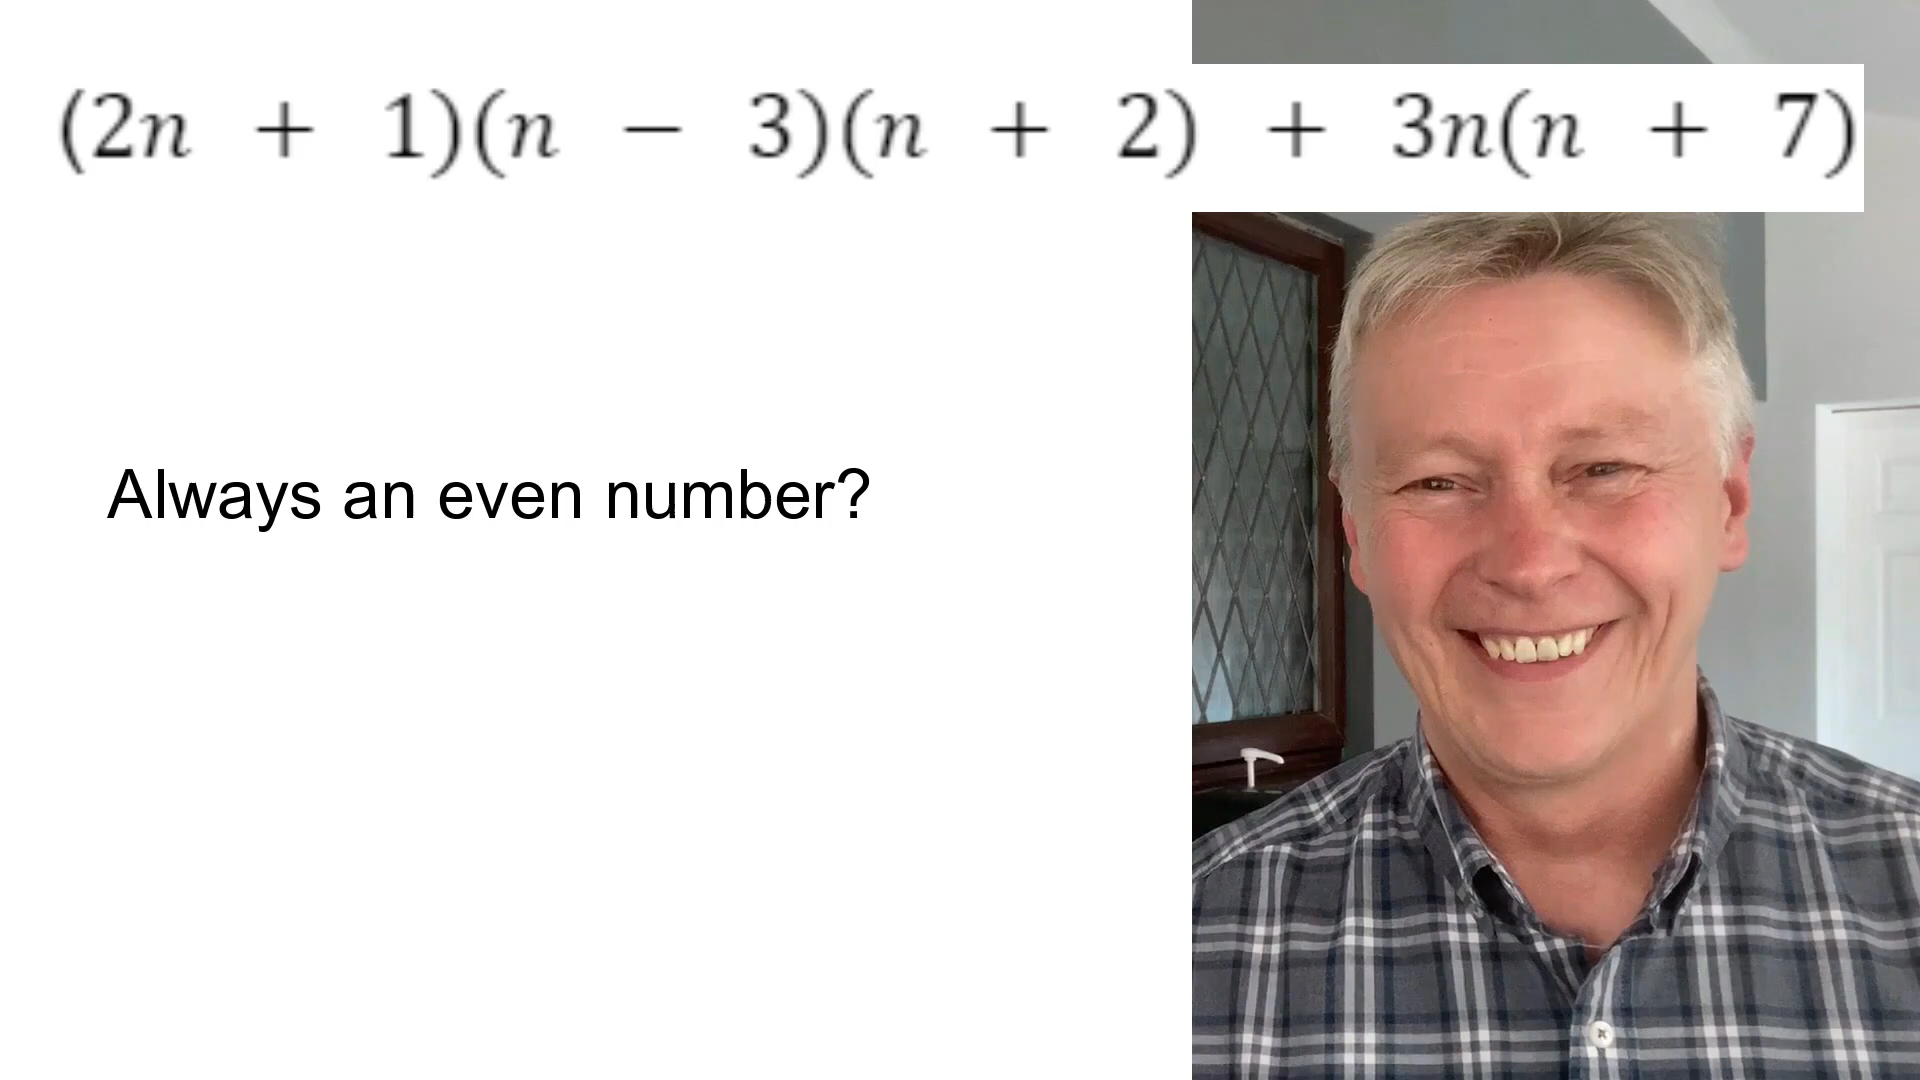 (2n + 1)(n − 3)(n + 2) + 3n(n + 7)
Always an even number?